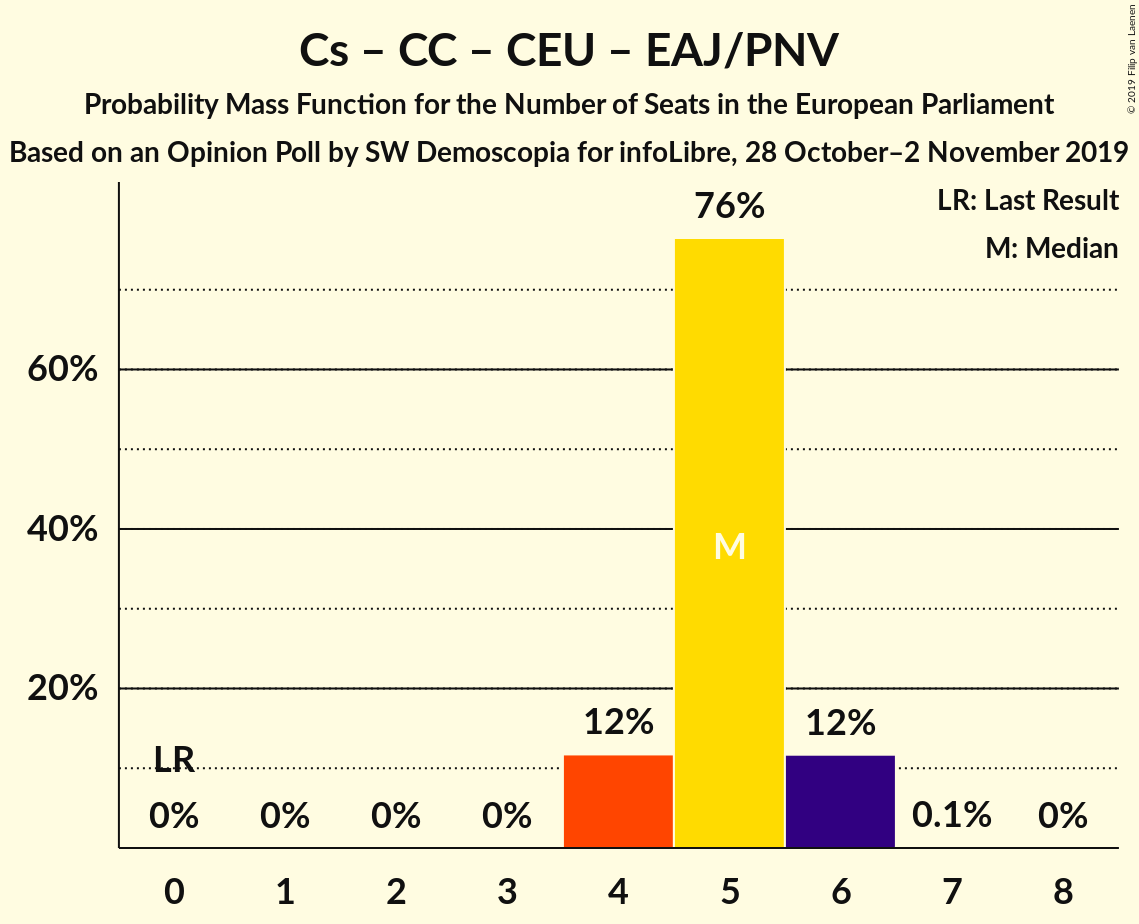 Cs – CC – CEU – EAJ/PNV
Probability Mass Function for the Number of Seats in the European Parliament
Based on an Opinion Poll by SW Demoscopia for infoLibre, 28 October–2 November 2019
© 2019 Filip van Laenen
LR: Last Result
M: Median
76%
60%
40%
M
20%
12%
12%
LR
0%
0%
0%
0%
0.1%
0%
0
1
2
3
4
5
6
7
8